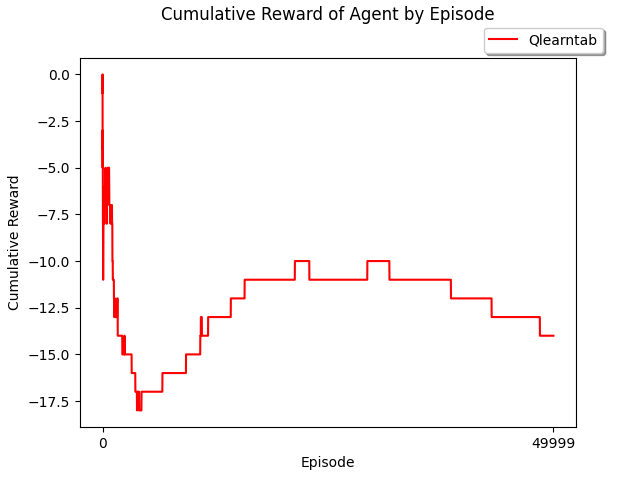 Cumulative Reward of Agent by Episode
Qlearntab
0.0
−2.5
−5.0
−7.5
−10.0
−12.5
−15.0
−17.5
Cumulative Reward
0
49999
Episode